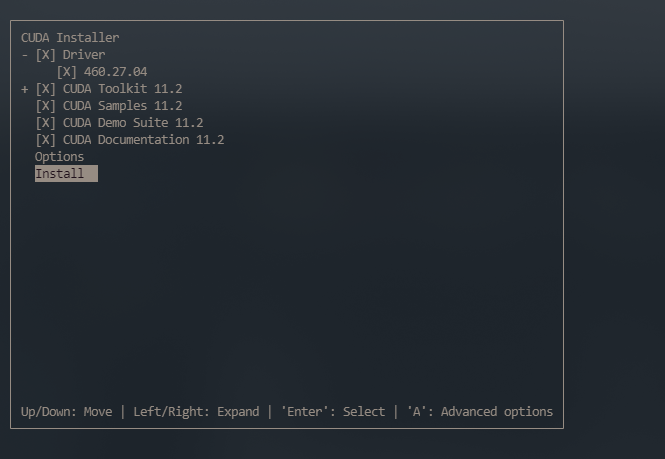 CUDA Installer
- [X] Driver
[X] 460.27.04
+ [X] CUDA Toolkit 11.2
[X] CUDA Samples 11.2
[X] CUDA Demo Suite 11.2
[X] CUDA Documentation 11.2
Options
Install
Up/Down: Move | Left/Right: Expand | 'Enter': Select | 'A': Advanced options